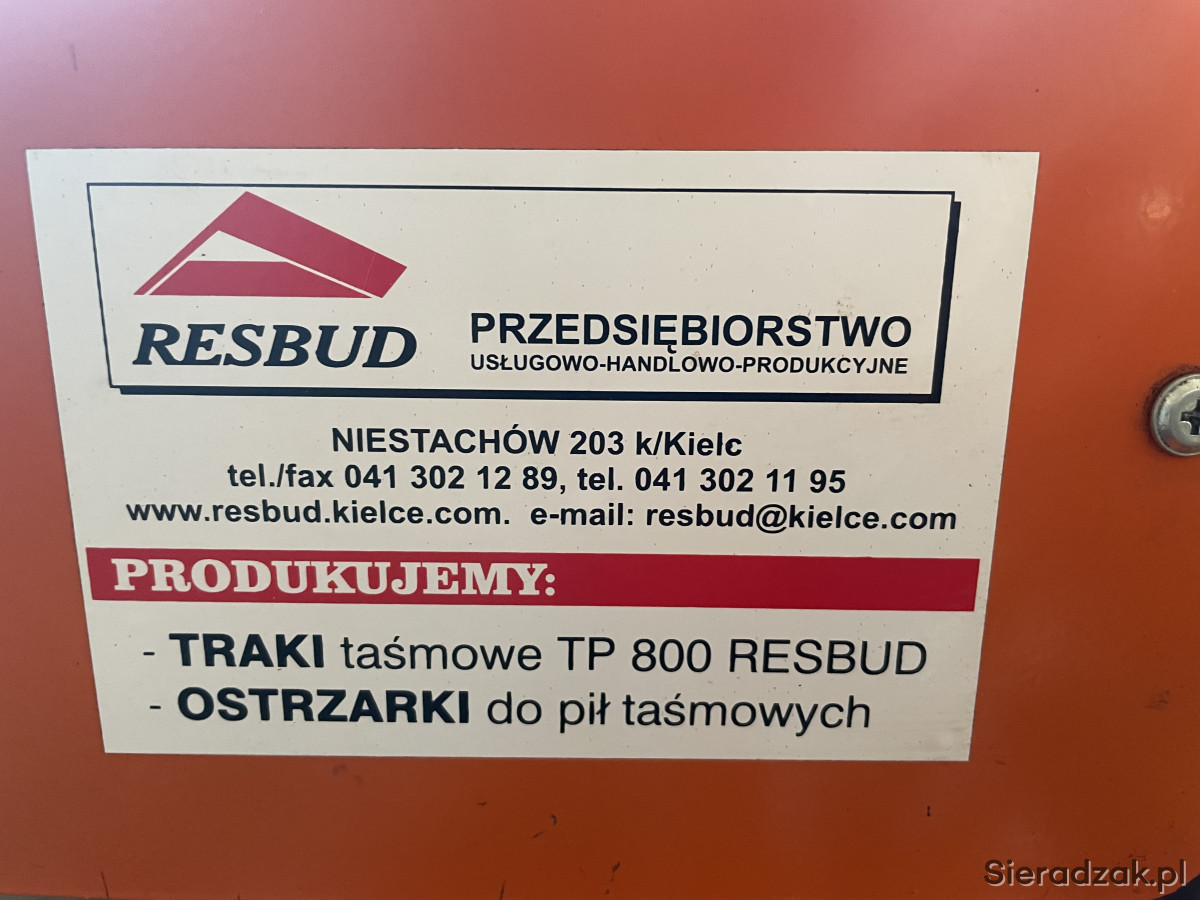 RESBUD
PRZEDSIĘBIORSTWO
USŁUGOWO-HANDLOWO-PRODUKCYJNE
NIESTACHÓW 203 k/Kielc
tel./fax 041 302 12 89, tel. 041 302 11 95
www.resbud.kielce.com. e-mail: resbud@kielce.com
PRODUKUJEMY:
- TRAKI taśmowe TP 800 RESBUD
- OSTRZARKI do pił taśmowych
Sieradzak.pl